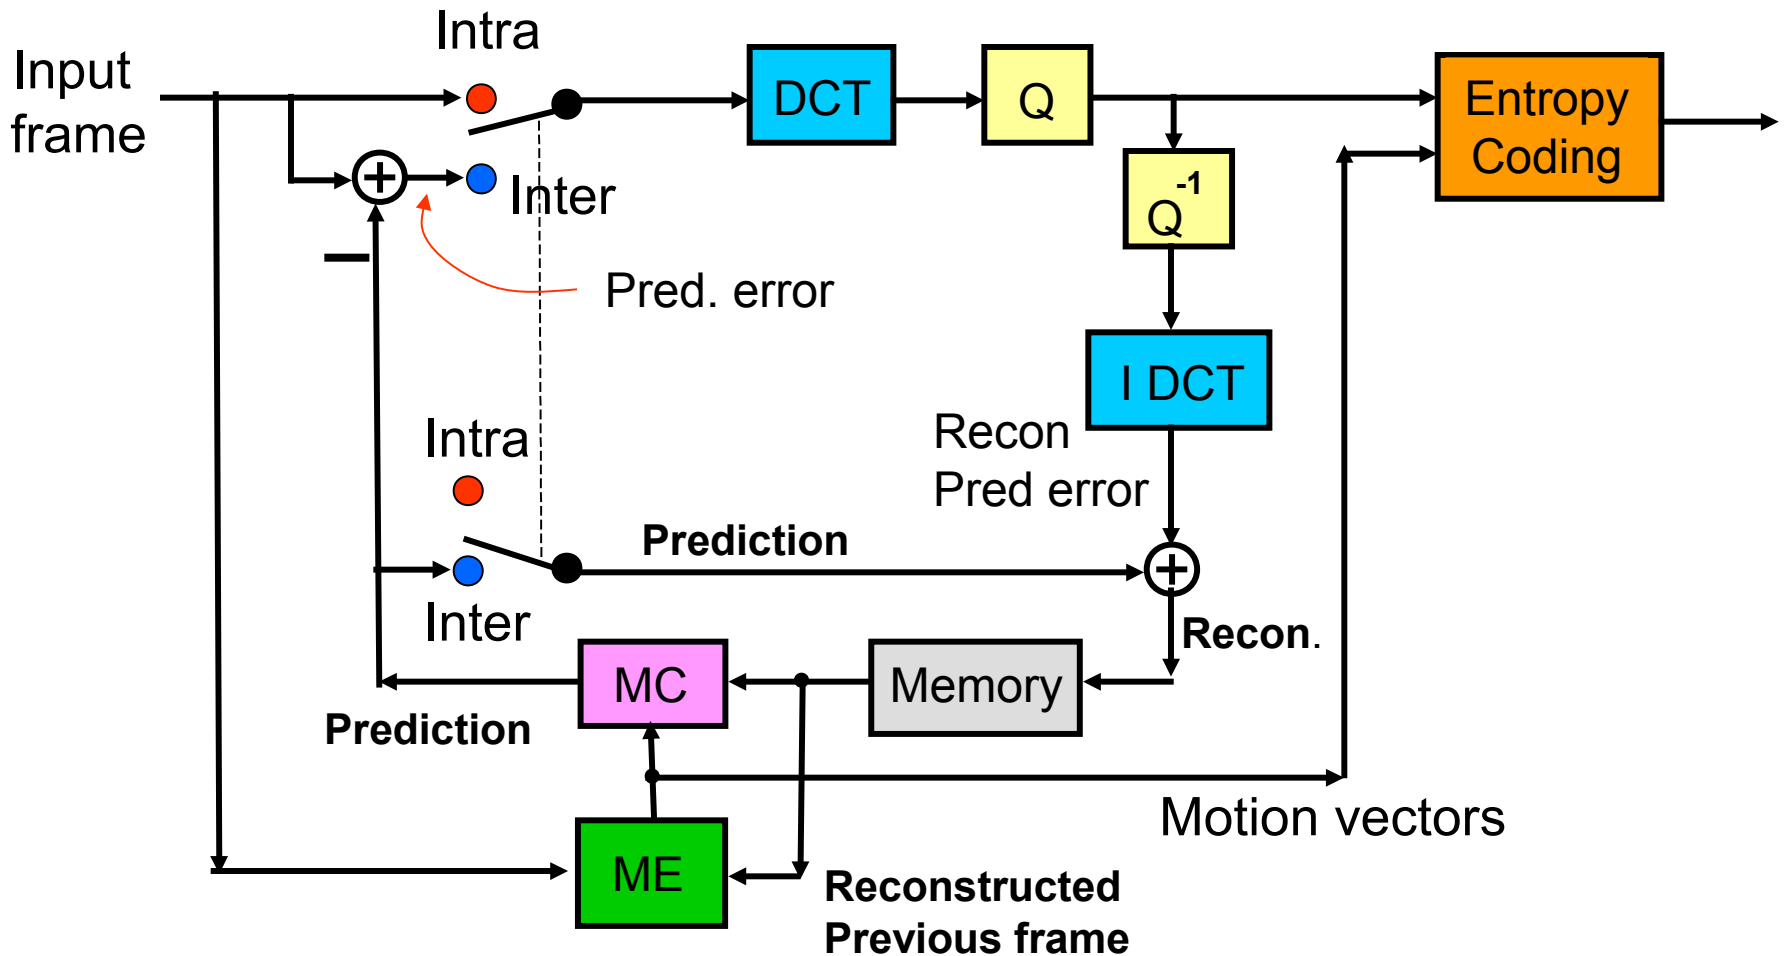 Intra
Input
frame
DCT
Q
Entropy
Coding
Inter
Q-1
Pred. error
I DCT
Intra
Recon
Pred error
Prediction
Inter
Recon.
MC
Memory
Prediction
Motion vectors
ME
Reconstructed
Previous frame